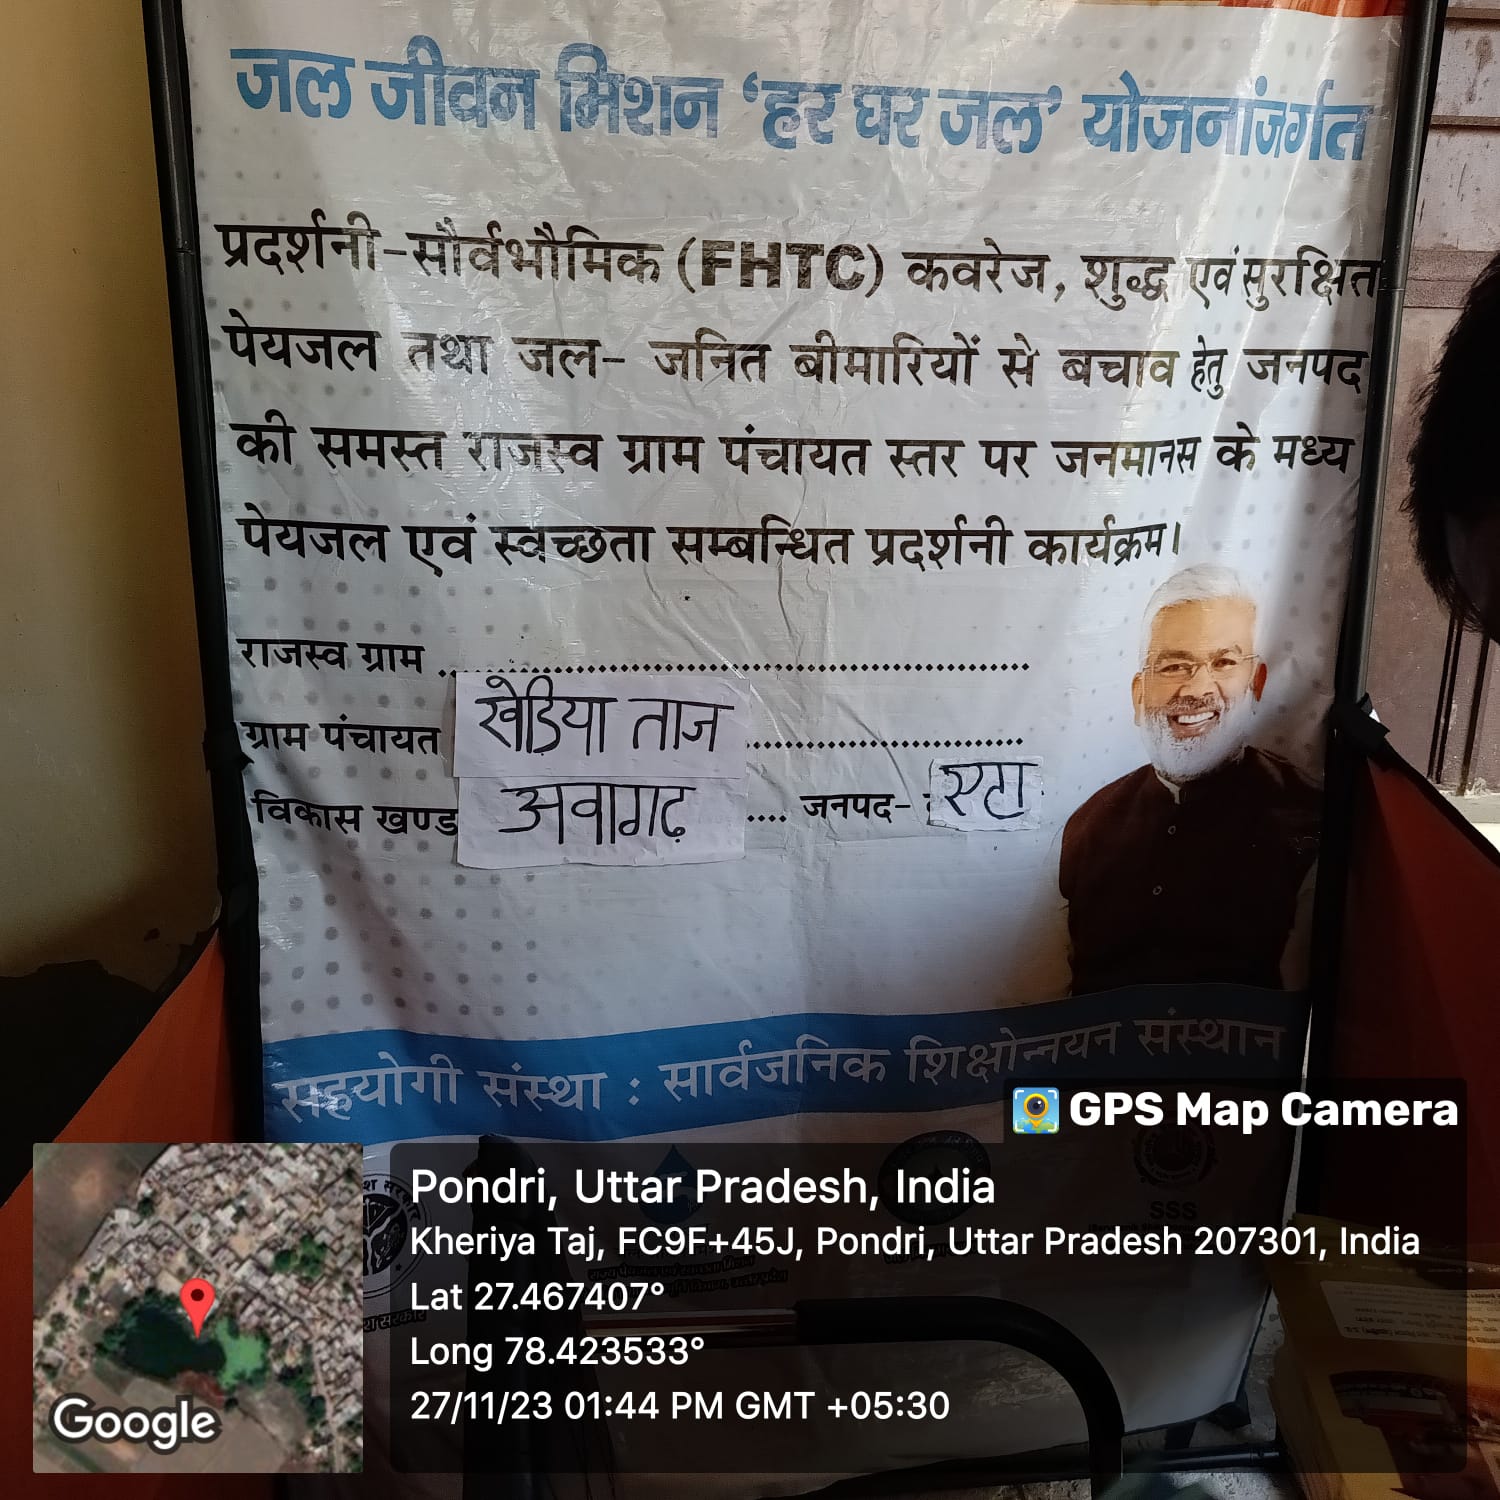 जल जीवन मिशन ‘हर घर जल’ योजनांजर्गत
प्रदर्शनी-सौर्वभौमिक (FHTC) कवरेज, शुद्ध एवं सुरक्षित
पेयजल तथा जल- जनित बीमारियों से बचाव हेतु जनपद
की समस्त राजस्व ग्राम पंचायत स्तर पर जनमानस के मध्य
पेयजल एवं स्वच्छता सम्बन्धित प्रदर्शनी कार्यक्रम।
राजस्व ग्राम ................................................
ग्राम पंचायत खेड़िया ताज ................................
विकास खण्ड अवागढ़ .... जनपद- : एटा
सहयोगी संस्था : सार्वजनिक शिक्षोन्नयन संस्थान
GPS Map Camera
SSS
Pondri, Uttar Pradesh, India
Kheriya Taj, FC9F+45J, Pondri, Uttar Pradesh 207301, India
Lat 27.467407°
Long 78.423533°
27/11/23 01:44 PM GMT +05:30
Google